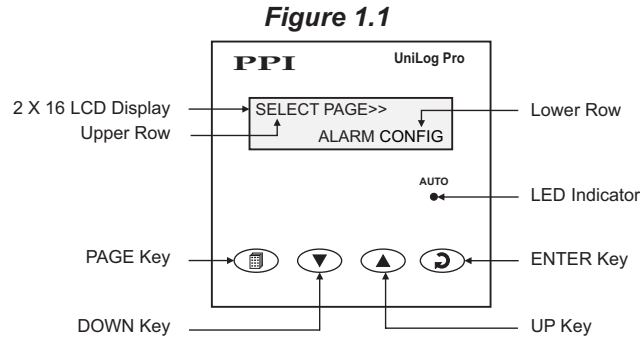 Figure 1.1
PPI
UniLog Pro
2 X 16 LCD Display
SELECT PAGE>>
Lower Row
Upper Row
ALARM CONFIG
AUTO
LED Indicator
PAGE Key
ENTER Key
DOWN Key
UP Key